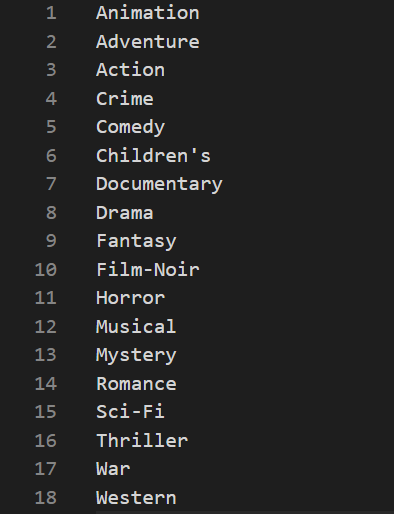 1 Animation
2 Adventure
3 Action
4 Crime
5 Comedy
6 Children's
7 Documentary
8 Drama
9 Fantasy
10 Film-Noir
11 Horror
12 Musical
13 Mystery
14 Romance
15 Sci-Fi
16 Thriller
17 War
18 Western